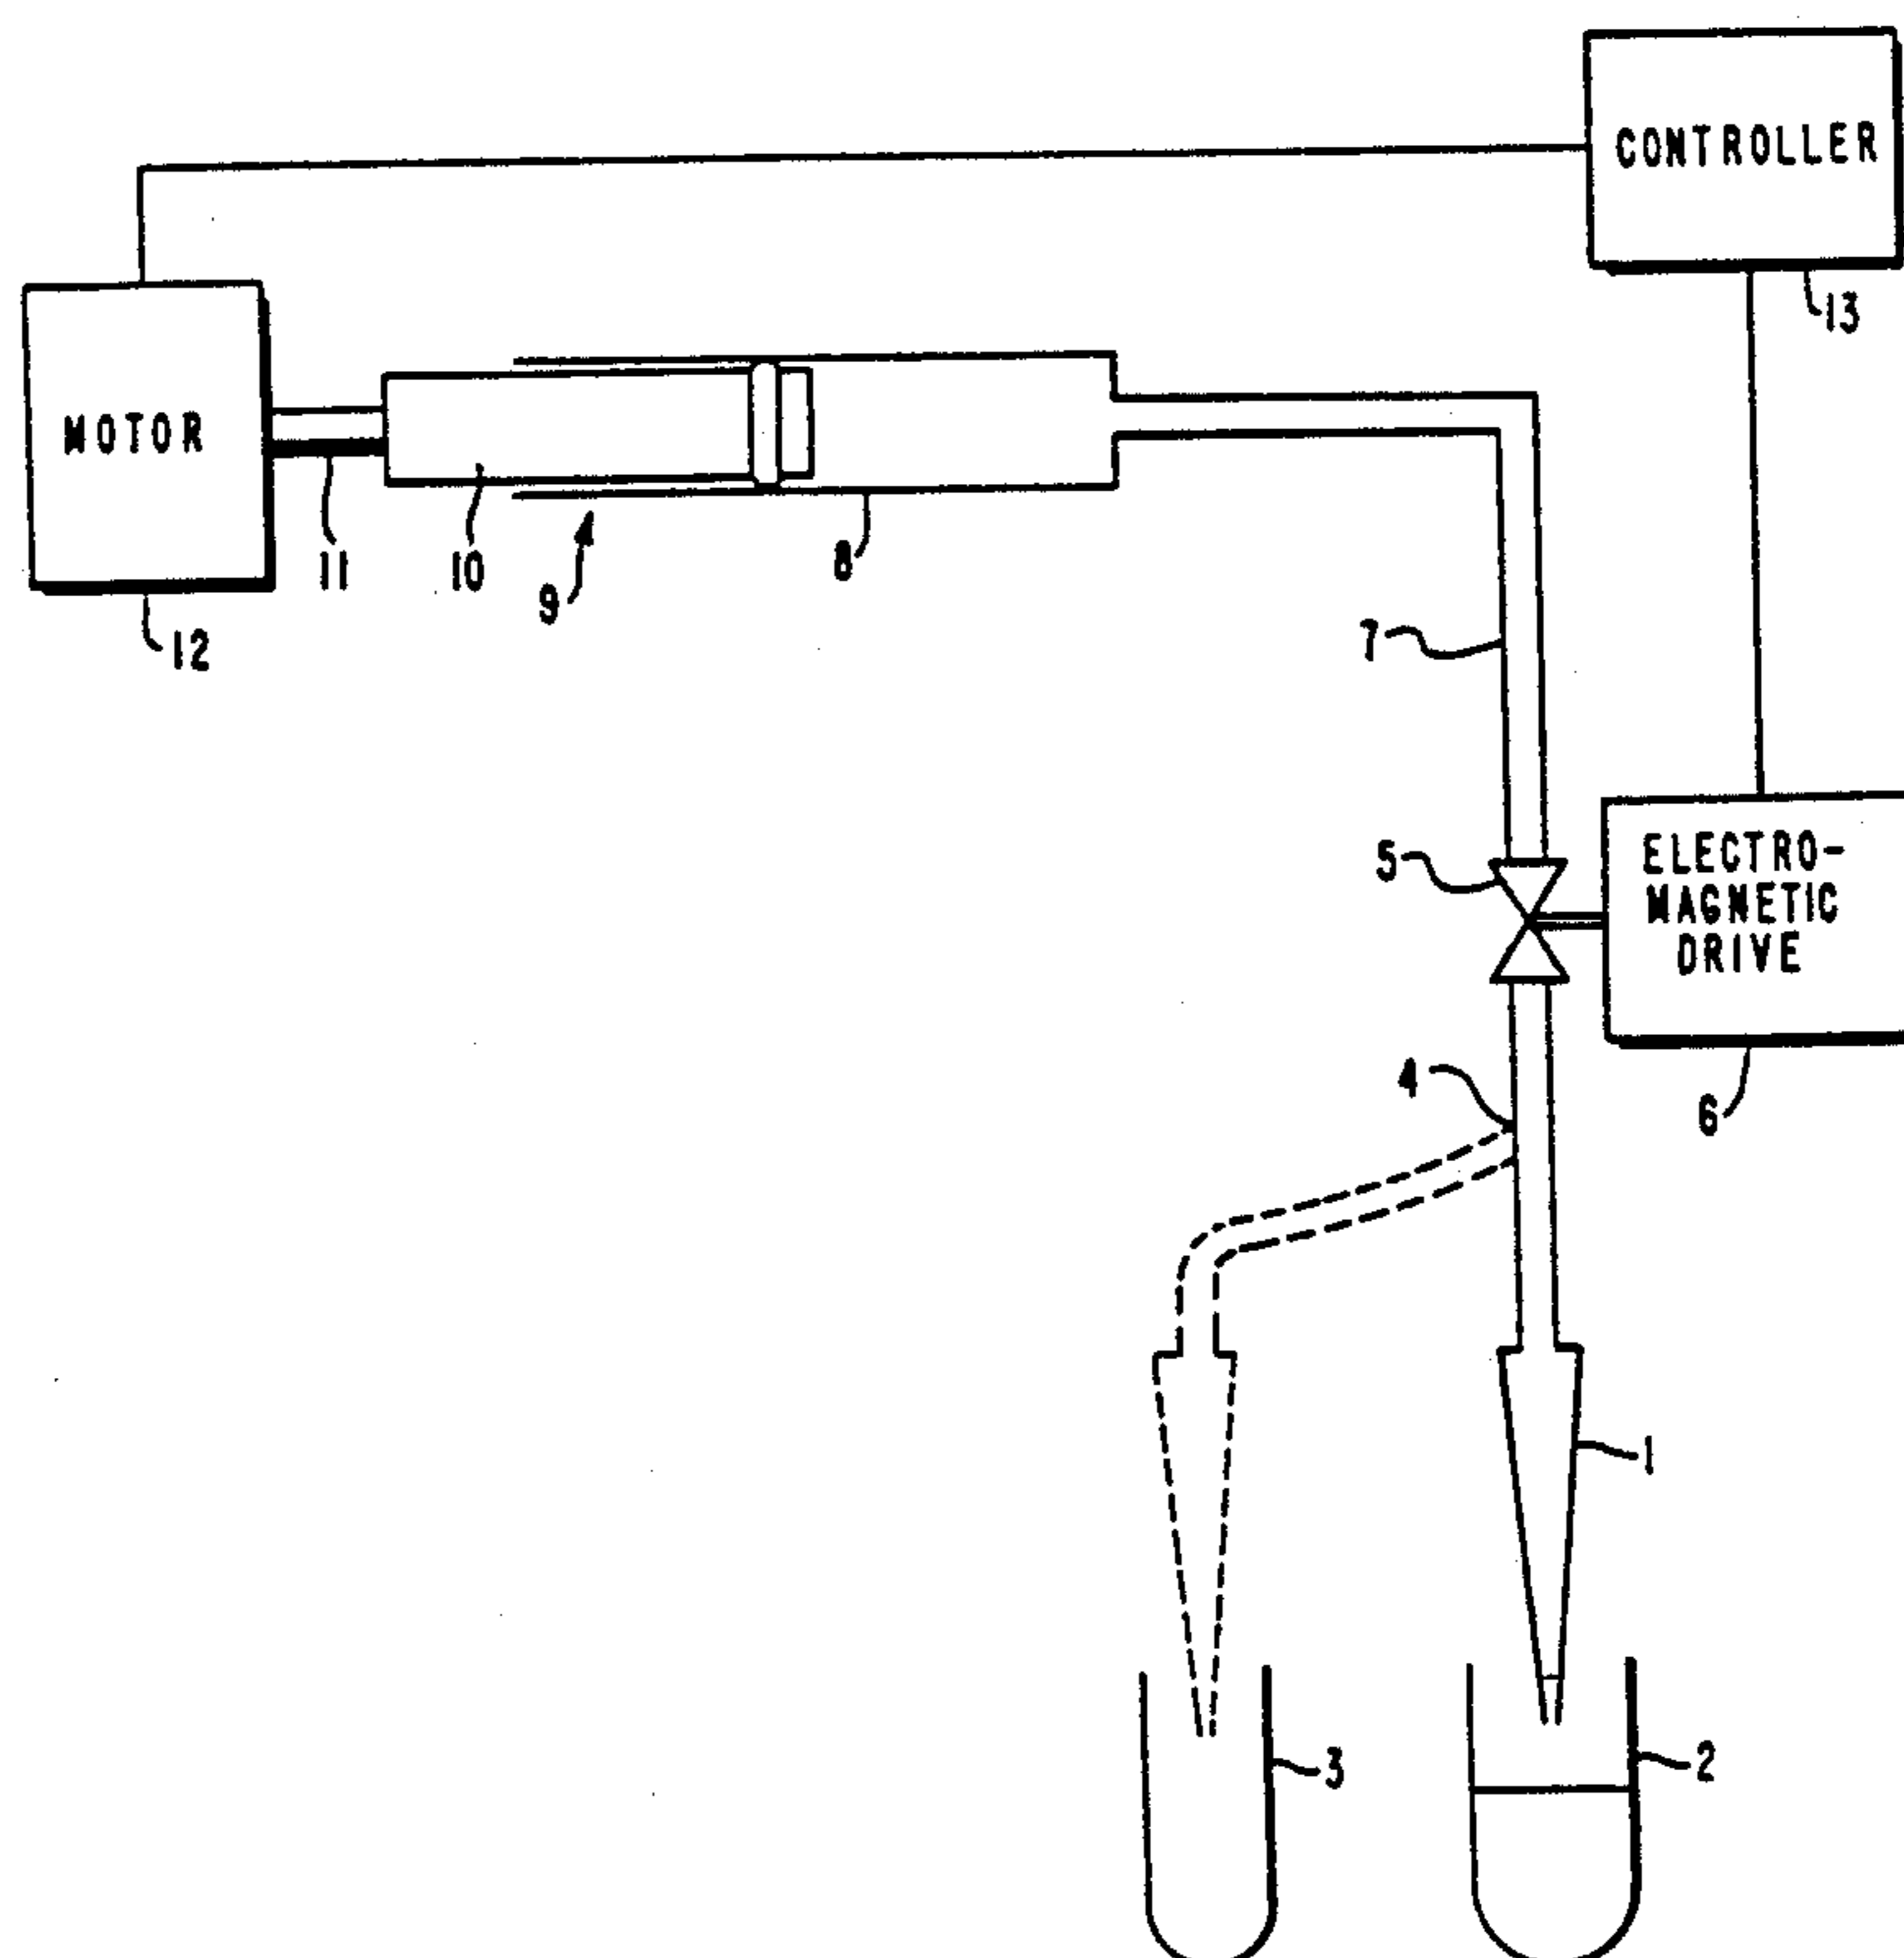 CONTROLLER
13
MOTOR
11
10
9
8
12
7
5
ELECTRO-
MAGNETIC
DRIVE
4
6
1
3
2